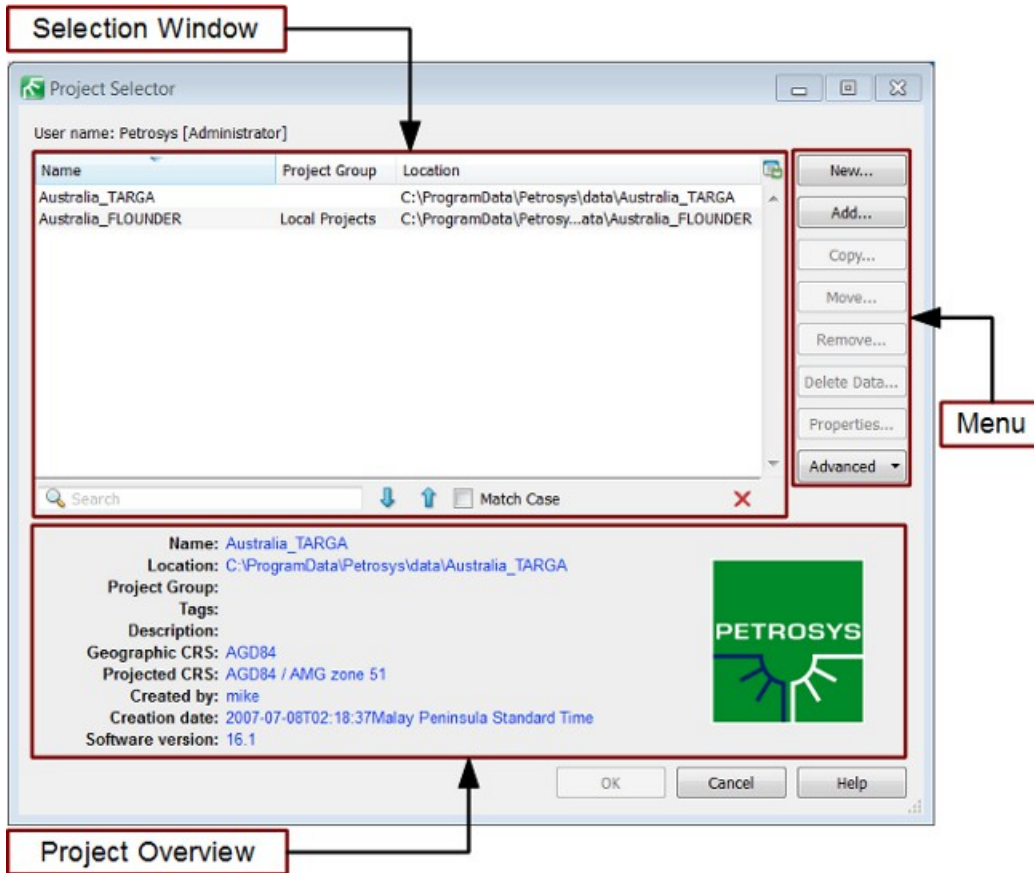 Selection Window
Project Selector
User name: Petrosys [Administrator]
Name Project Group Location
Australia_TARGA C:\ProgramData\Petrosys\data\Australia_TARGA
Australia_FLOUNDER Local Projects C:\ProgramData\Petrosy...ata\Australia_FLOUNDER
New...
Add...
Copy...
Move...
Remove...
Delete Data...
Properties...
Advanced
Menu
Search Match Case
Name: Australia_TARGA
Location: C:\ProgramData\Petrosys\data\Australia_TARGA
Project Group:
Tags:
Description:
Geographic CRS: AGD84
Projected CRS: AGD84 / AMG zone 51
Created by: mike
Creation date: 2007-07-08T02:18:37Malay Peninsula Standard Time
Software version: 16.1
PETROSYS
OK Cancel Help
Project Overview